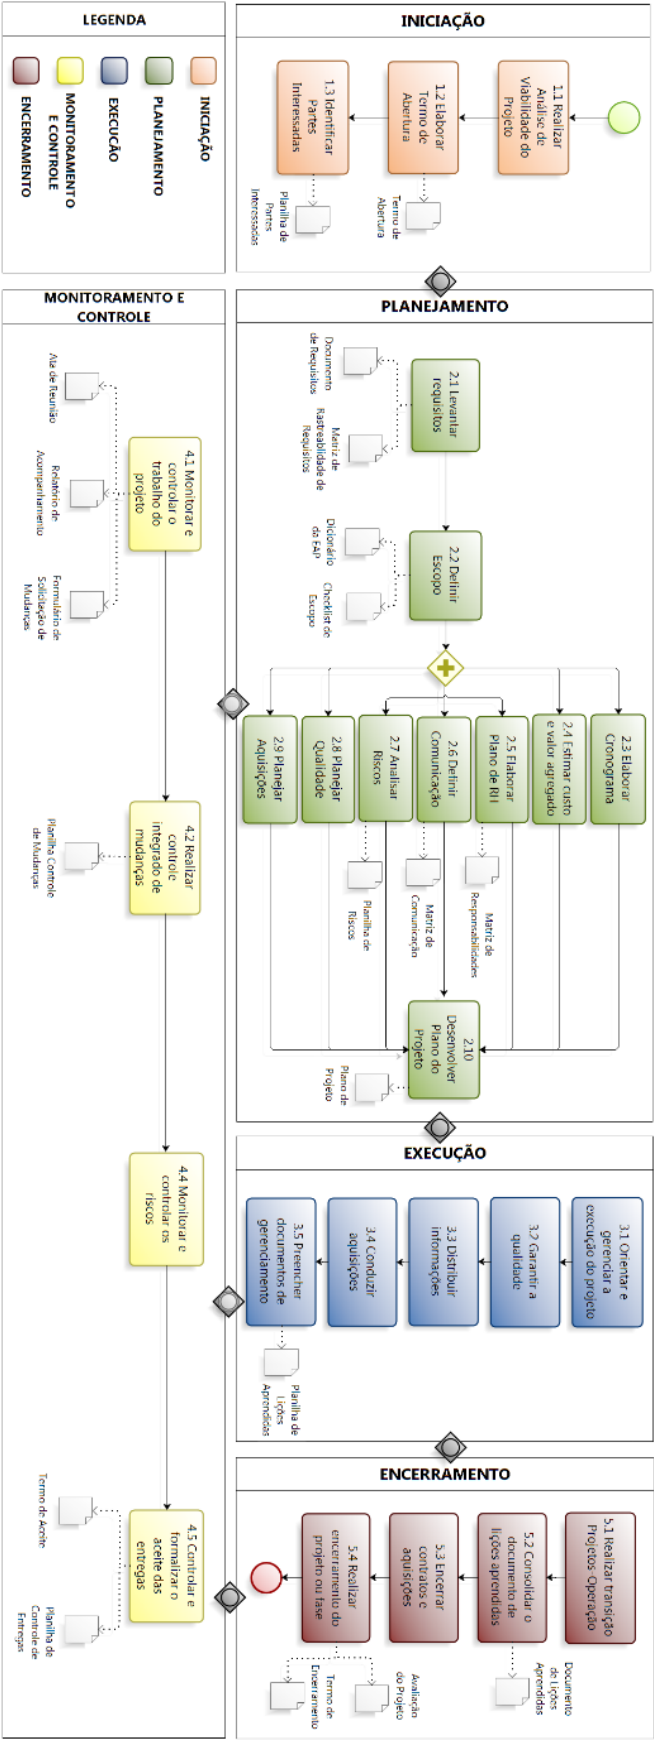 INICIAÇÃO
1.1 Realizar
Análise de
Viabilidade do
Projeto
1.2 Elaborar
Termo de
Abertura
Termo de
Abertura
1.3 Identificar
Partes
Interessadas
Planilha de
Partes
Interessadas
LEGENDA
INICIAÇÃO
PLANEJAMENTO
EXECUÇÃO
MONITORAMENTO
E CONTROLE
ENCERRAMENTO
PLANEJAMENTO
2.1 Levantar
requisitos
Documento
de Requisitos
Matriz de
Rastreablidade de
Requisitos
2.2 Definir
Escopo
Dicionário
da EAP
Checklist de
Escopo
2.3 Elaborar
Cronograma
2.4 Estimar custo
e valor agregado
2.5 Elaborar
Plano de RH
Matriz de
Responsabilidades
2.6 Definir
Comunicação
Matriz de
Comunicação
2.7 Analisar
Riscos
Planilha de
Riscos
2.8 Planejar
Qualidade
2.9 Planejar
Aquisições
2.10
Desenvolver
Plano do
Projeto
Plano de
Projeto
MONITORAMENTO E
CONTROLE
4.1 Monitorar e
controlar o
trabalho do
projeto
Ata de Reunião
Relatório de
Acompanhamento
Formulário de
Solicitação de
Mudanças
4.2 Realizar
controle
integrado de
mudanças
Planilha Controle
de Mudanças
4.4 Monitorar e
controlar os
riscos
4.5 Controlar e
formalizar o
aceite das
entregas
Termo de Aceite
Planilha de
Controle de
Entregas
EXECUÇÃO
3.1 Orientar e
gerenciar a
execução do projeto
3.2 Garantir a
qualidade
3.3 Distribuir
informações
3.4 Conduzir
aquisições
3.5 Preencher
documentos de
gerenciamento
Planilha de
Lições
Aprendidas
ENCERRAMENTO
5.1 Realizar transição
Projetos-Operação
5.2 Consolidar o
documento de
lições aprendidas
Documento
de Lições
Aprendidas
5.3 Encerrar
contratos e
aquisições
5.4 Realizar
encerramento do
projeto ou fase
Avaliação
do Projeto
Termo de
Encerramento